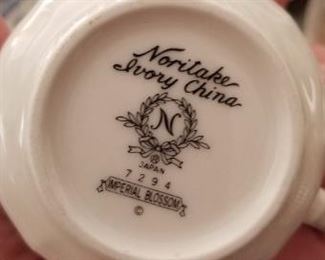 Noritake
Ivory China
N
®
JAPAN
7294
IMPERIAL BLOSSOM
©